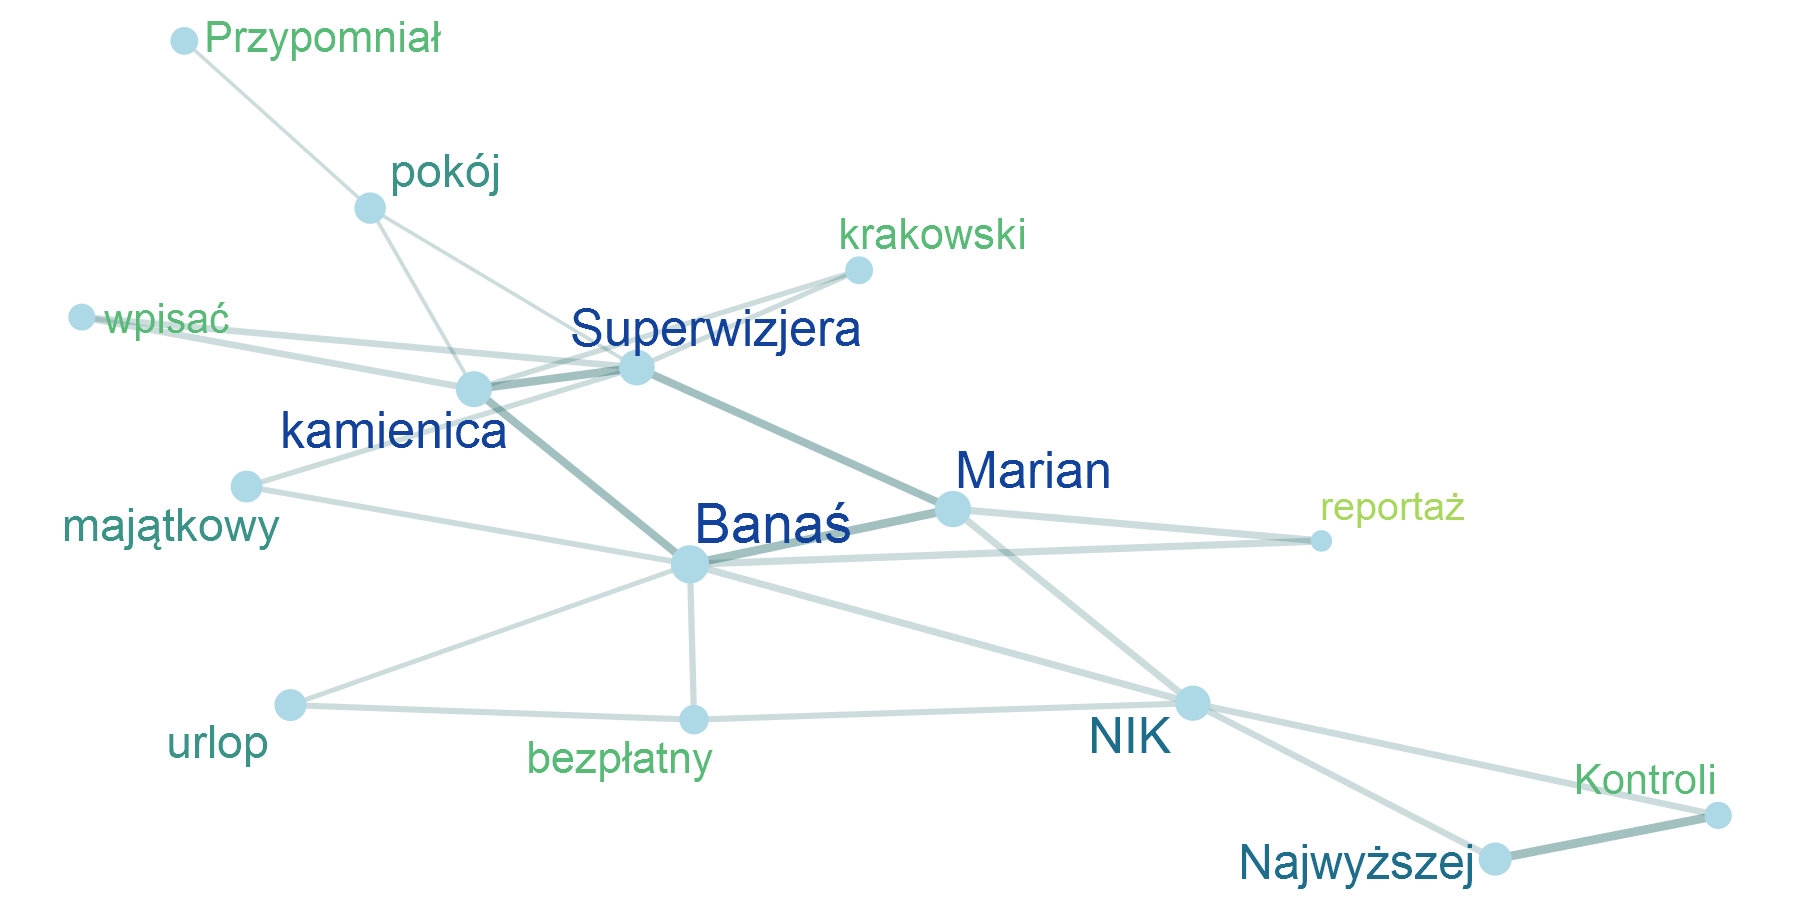 Przypomniał
pokój
krakowski
wpisać
Superwizjera
kamienica
Marian
majątkowy
Banaś
reportaż
urlop
bezpłatny
NIK
Kontroli
Najwyższej